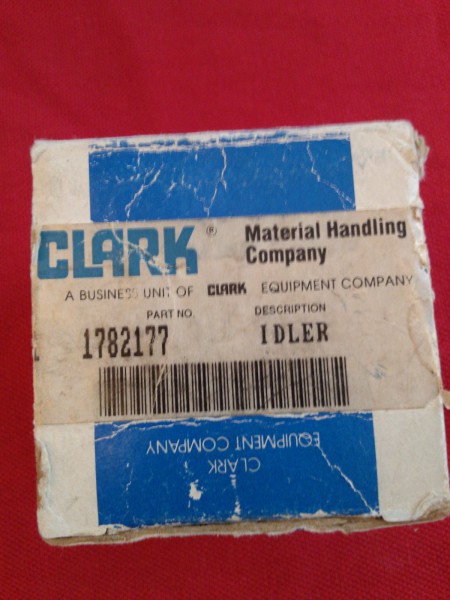 CLARK® Material Handling
Company
A BUSINESS UNIT OF CLARK EQUIPMENT COMPANY
PART NO. DESCRIPTION
1782177 IDLER
CLARK
EQUIPMENT COMPANY